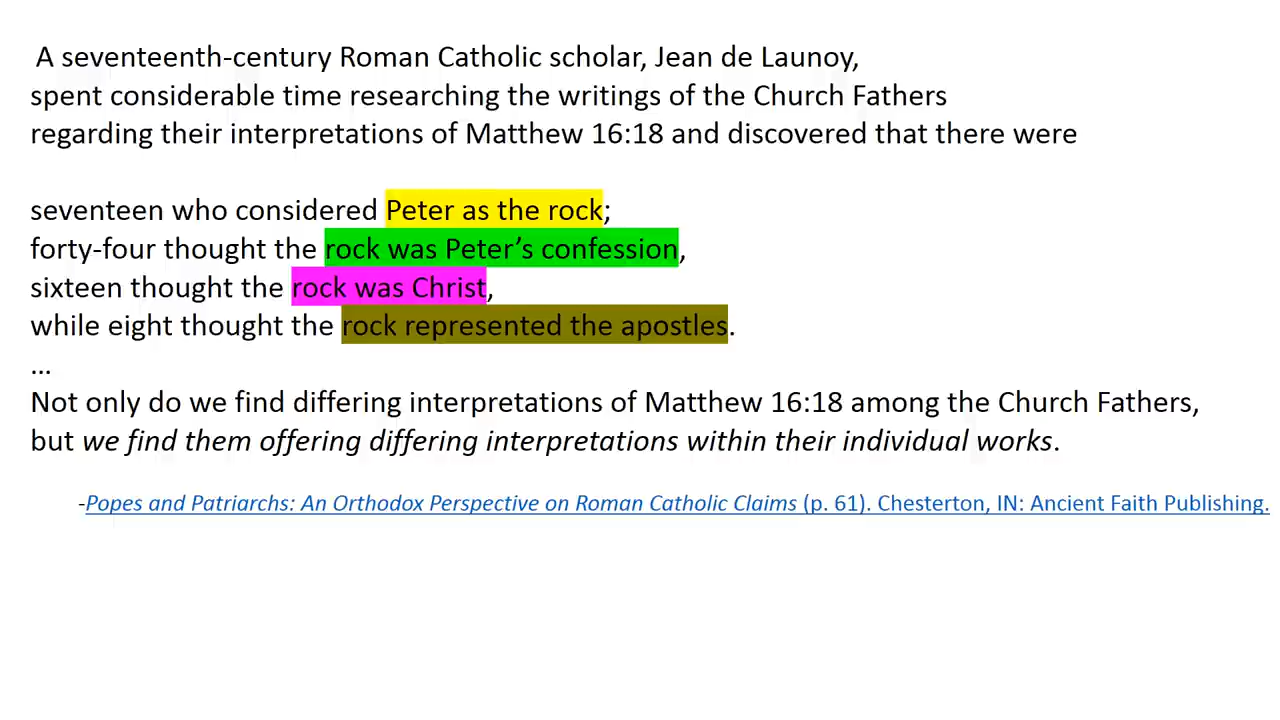 A seventeenth-century Roman Catholic scholar, Jean de Launoy,
spent considerable time researching the writings of the Church Fathers
regarding their interpretations of Matthew 16:18 and discovered that there were
seventeen who considered Peter as the rock;
forty-four thought the rock was Peter’s confession,
sixteen thought the rock was Christ,
while eight thought the rock represented the apostles.
...
Not only do we find differing interpretations of Matthew 16:18 among the Church Fathers,
but we find them offering differing interpretations within their individual works.
-Popes and Patriarchs: An Orthodox Perspective on Roman Catholic Claims (p. 61). Chesterton, IN: Ancient Faith Publishing.